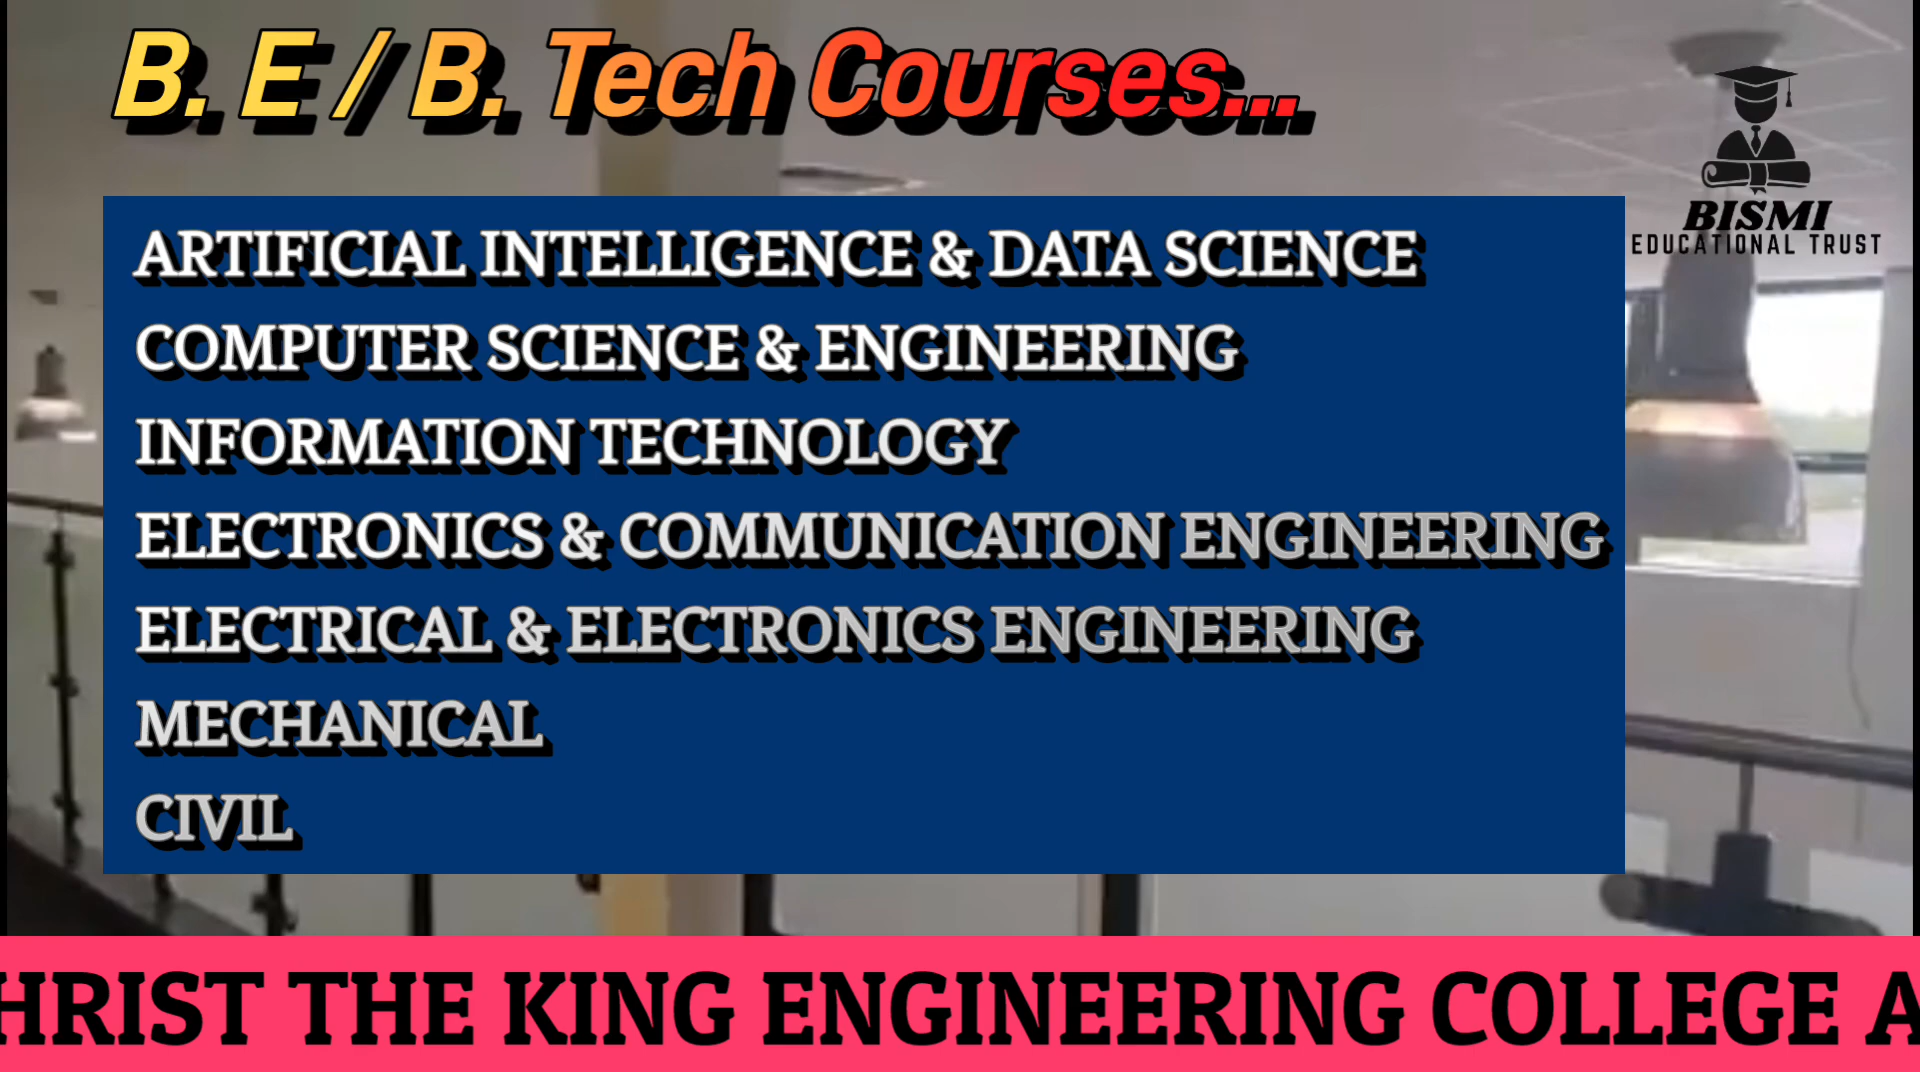 B. E / B. Tech Courses...
BISMI
EDUCATIONAL TRUST
ARTIFICIAL INTELLIGENCE & DATA SCIENCE
COMPUTER SCIENCE & ENGINEERING
INFORMATION TECHNOLOGY
ELECTRONICS & COMMUNICATION ENGINEERING
ELECTRICAL & ELECTRONICS ENGINEERING
MECHANICAL
CIVIL
HRIST THE KING ENGINEERING COLLEGE A